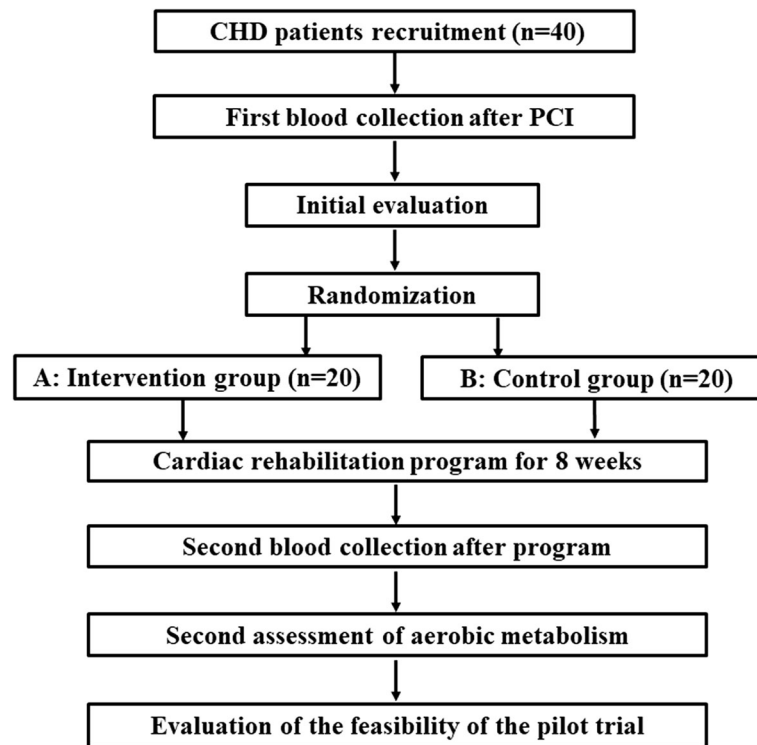 CHD patients recruitment (n=40)
First blood collection after PCI
Initial evaluation
Randomization
A: Intervention group (n=20)
B: Control group (n=20)
Cardiac rehabilitation program for 8 weeks
Second blood collection after program
Second assessment of aerobic metabolism
Evaluation of the feasibility of the pilot trial